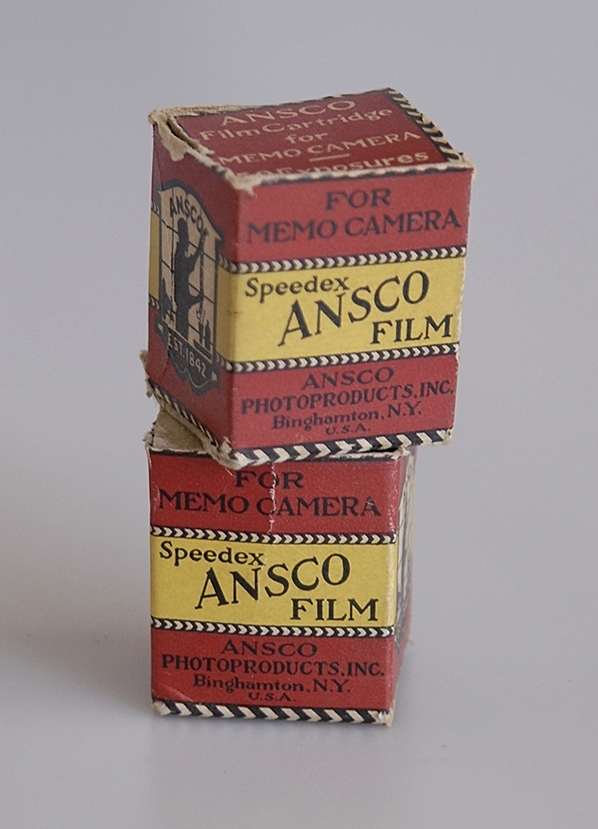 ANSCO
Film Cartridge
for
MEMO CAMERA
Exposures
FOR
MEMO CAMERA
Speedex
ANSCO
FILM
ANSCO
PHOTOPRODUCTS, INC.
Binghamton, N.Y.
U.S.A.
ANSCO
EST. 1842
FOR
MEMO CAMERA
Speedex
ANSCO
FILM
ANSCO
PHOTOPRODUCTS, INC.
Binghamton, N.Y.
U.S.A.